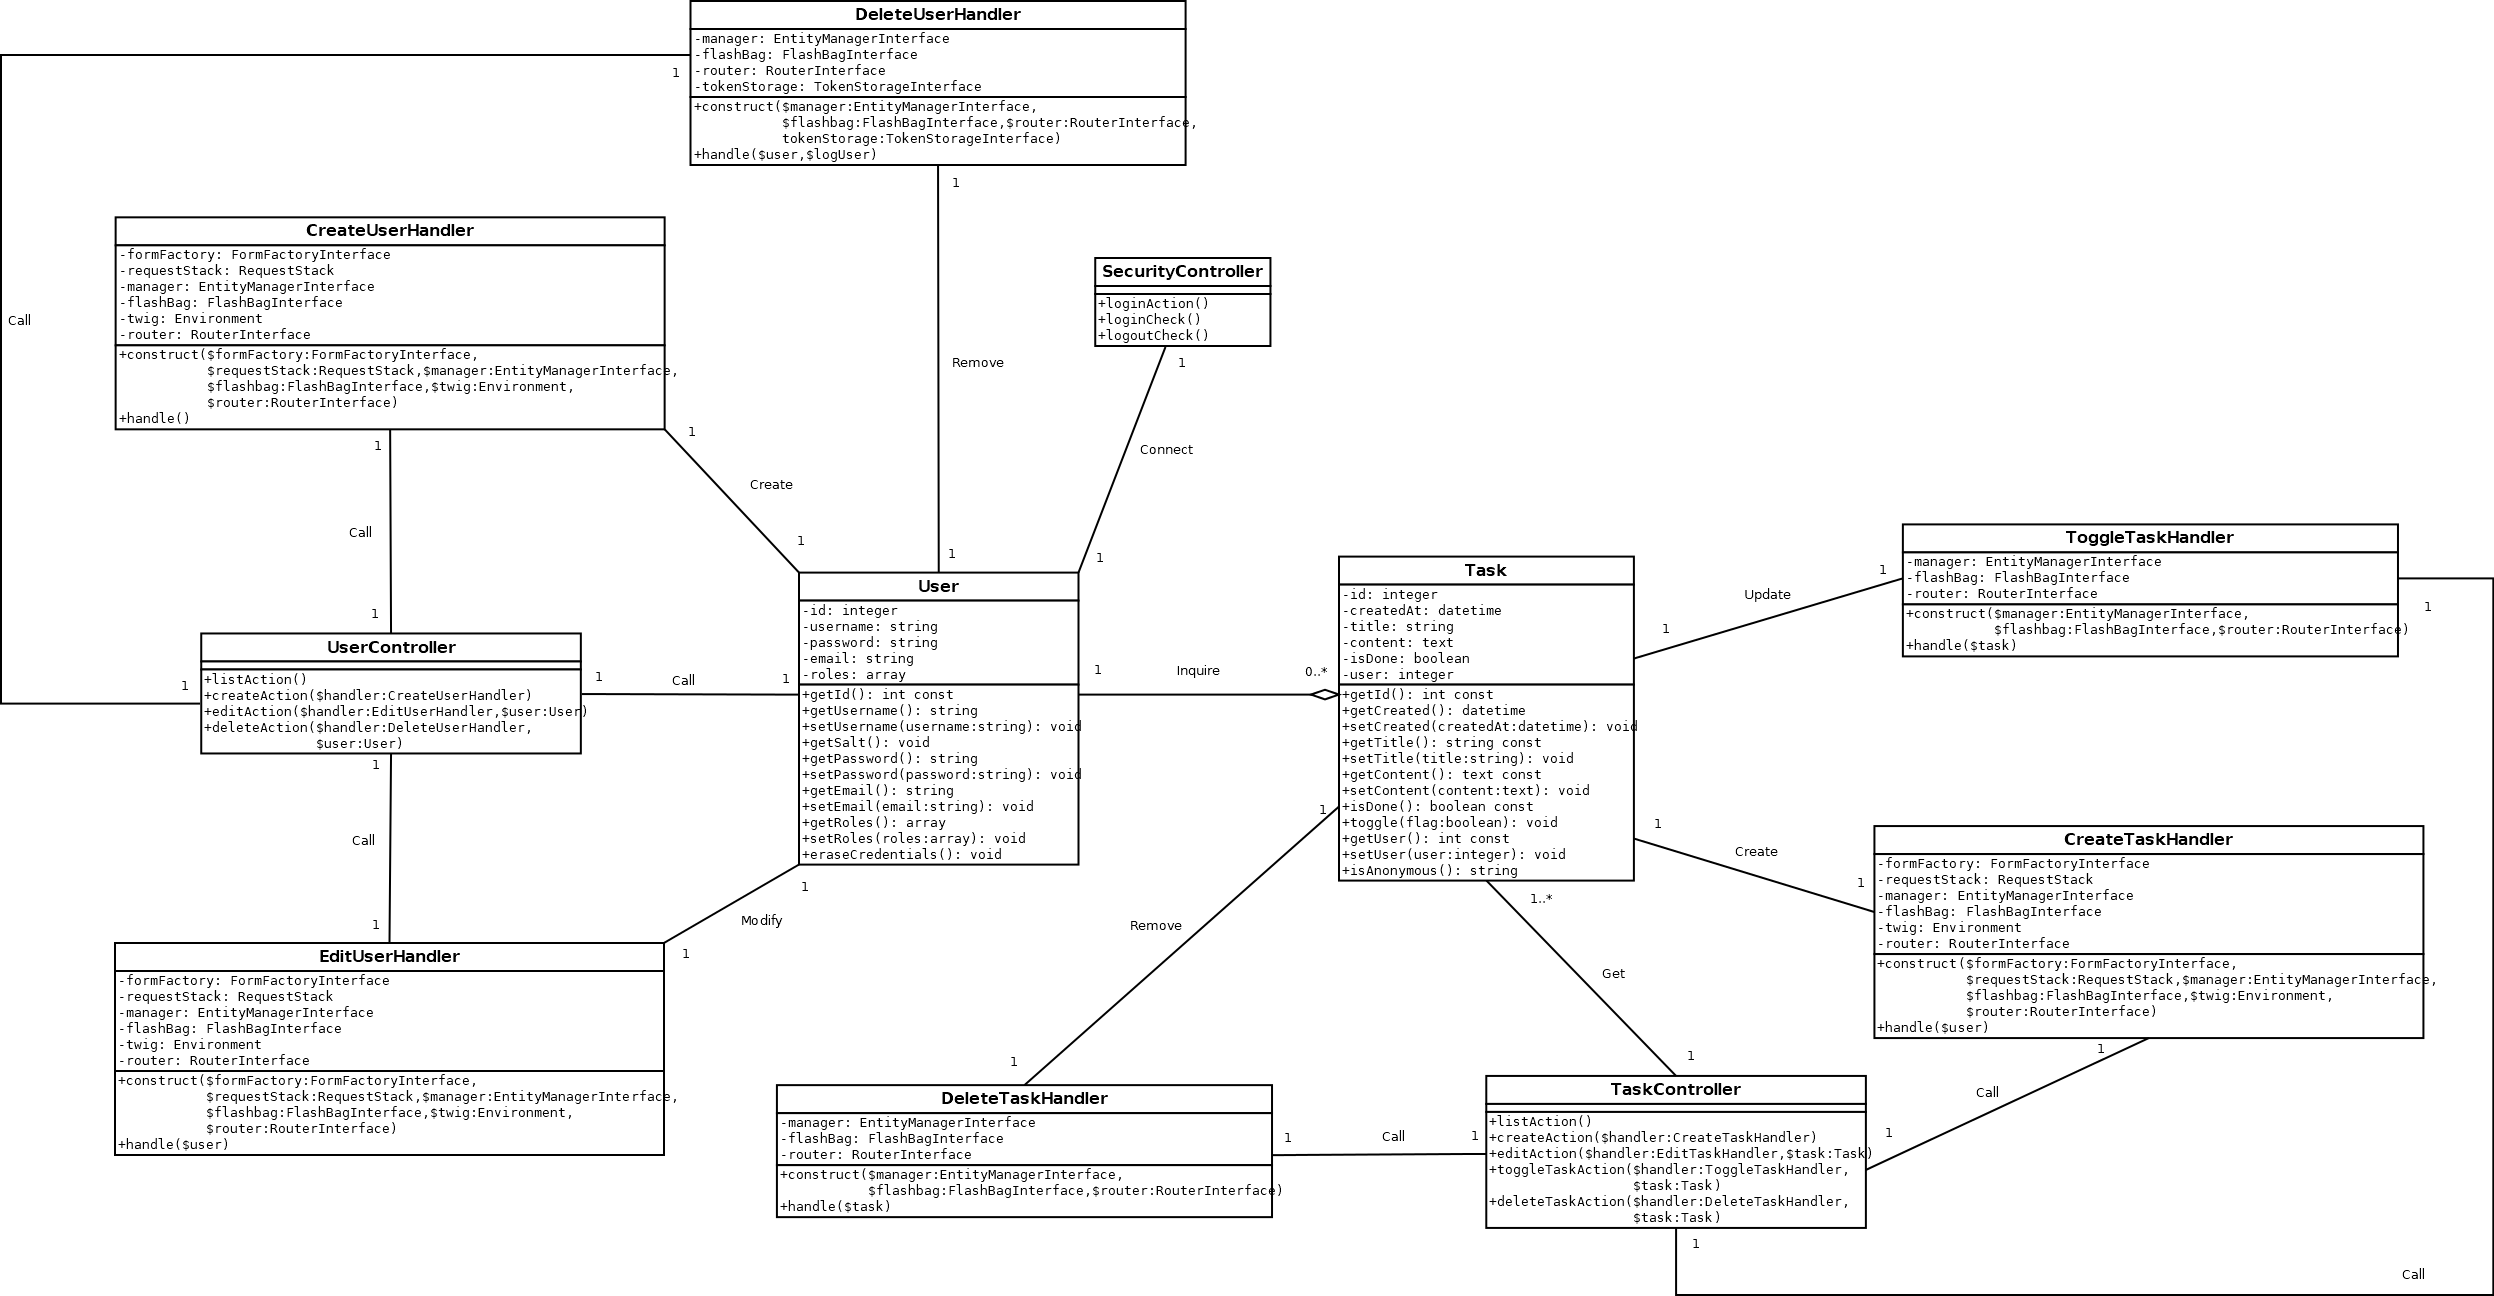 DeleteUserHandler
-manager: EntityManagerInterface
-flashBag: FlashBagInterface
-router: RouterInterface
-tokenStorage: TokenStorageInterface
+construct($manager:EntityManagerInterface,
$flashbag:FlashBagInterface,$router:RouterInterface,
tokenStorage:TokenStorageInterface)
+handle($user,$logUser)
1
1
Call
Remove
CreateUserHandler
-formFactory: FormFactoryInterface
-requestStack: RequestStack
-manager: EntityManagerInterface
-flashBag: FlashBagInterface
-twig: Environment
-router: RouterInterface
+construct($formFactory:FormFactoryInterface,
$requestStack:RequestStack,$manager:EntityManagerInterface,
$flashbag:FlashBagInterface,$twig:Environment,
$router:RouterInterface)
+handle()
1
1
Call
Create
1
1
1
SecurityController
+loginAction()
+loginCheck()
+logoutCheck()
1
Connect
1
UserController
+listAction()
+createAction($handler:CreateUserHandler)
+editAction($handler:EditUserHandler,$user:User)
+deleteAction($handler:DeleteUserHandler,
$user:User)
1
1
Call
1
1
Call
1
User
-id: integer
-username: string
-password: string
-email: string
-roles: array
+getId(): int const
+getUsername(): string
+setUsername(username:string): void
+getSalt(): void
+getPassword(): string
+setPassword(password:string): void
+getEmail(): string
+setEmail(email:string): void
+getRoles(): array
+setRoles(roles:array): void
+eraseCredentials(): void
1
Inquire
0..*
1
Modify
1
EditUserHandler
-formFactory: FormFactoryInterface
-requestStack: RequestStack
-manager: EntityManagerInterface
-flashBag: FlashBagInterface
-twig: Environment
-router: RouterInterface
+construct($formFactory:FormFactoryInterface,
$requestStack:RequestStack,$manager:EntityManagerInterface,
$flashbag:FlashBagInterface,$twig:Environment,
$router:RouterInterface)
+handle($user)
Task
-id: integer
-createdAt: datetime
-title: string
-content: text
-isDone: boolean
-user: integer
+getId(): int const
+getCreated(): datetime
+setCreated(createdAt:datetime): void
+getTitle(): string const
+setTitle(title:string): void
+getContent(): text const
+setContent(content:text): void
+isDone(): boolean const
+toggle(flag:boolean): void
+getUser(): int const
+setUser(user:integer): void
+isAnonymous(): string
1
Update
1
ToggleTaskHandler
-manager: EntityManagerInterface
-flashBag: FlashBagInterface
-router: RouterInterface
+construct($manager:EntityManagerInterface,
$flashbag:FlashBagInterface,$router:RouterInterface)
+handle($task)
1
1
Create
1
CreateTaskHandler
-formFactory: FormFactoryInterface
-requestStack: RequestStack
-manager: EntityManagerInterface
-flashBag: FlashBagInterface
-twig: Environment
-router: RouterInterface
+construct($formFactory:FormFactoryInterface,
$requestStack:RequestStack,$manager:EntityManagerInterface,
$flashbag:FlashBagInterface,$twig:Environment,
$router:RouterInterface)
+handle($user)
1
Call
1
1
Remove
1
1..*
Get
1
DeleteTaskHandler
-manager: EntityManagerInterface
-flashBag: FlashBagInterface
-router: RouterInterface
+construct($manager:EntityManagerInterface,
$flashbag:FlashBagInterface,$router:RouterInterface)
+handle($task)
1
Call
1
TaskController
+listAction()
+createAction($handler:CreateTaskHandler)
+editAction($handler:EditTaskHandler,$task:Task)
+toggleTaskAction($handler:ToggleTaskHandler,
$task:Task)
+deleteTaskAction($handler:DeleteTaskHandler,
$task:Task)
1
Call